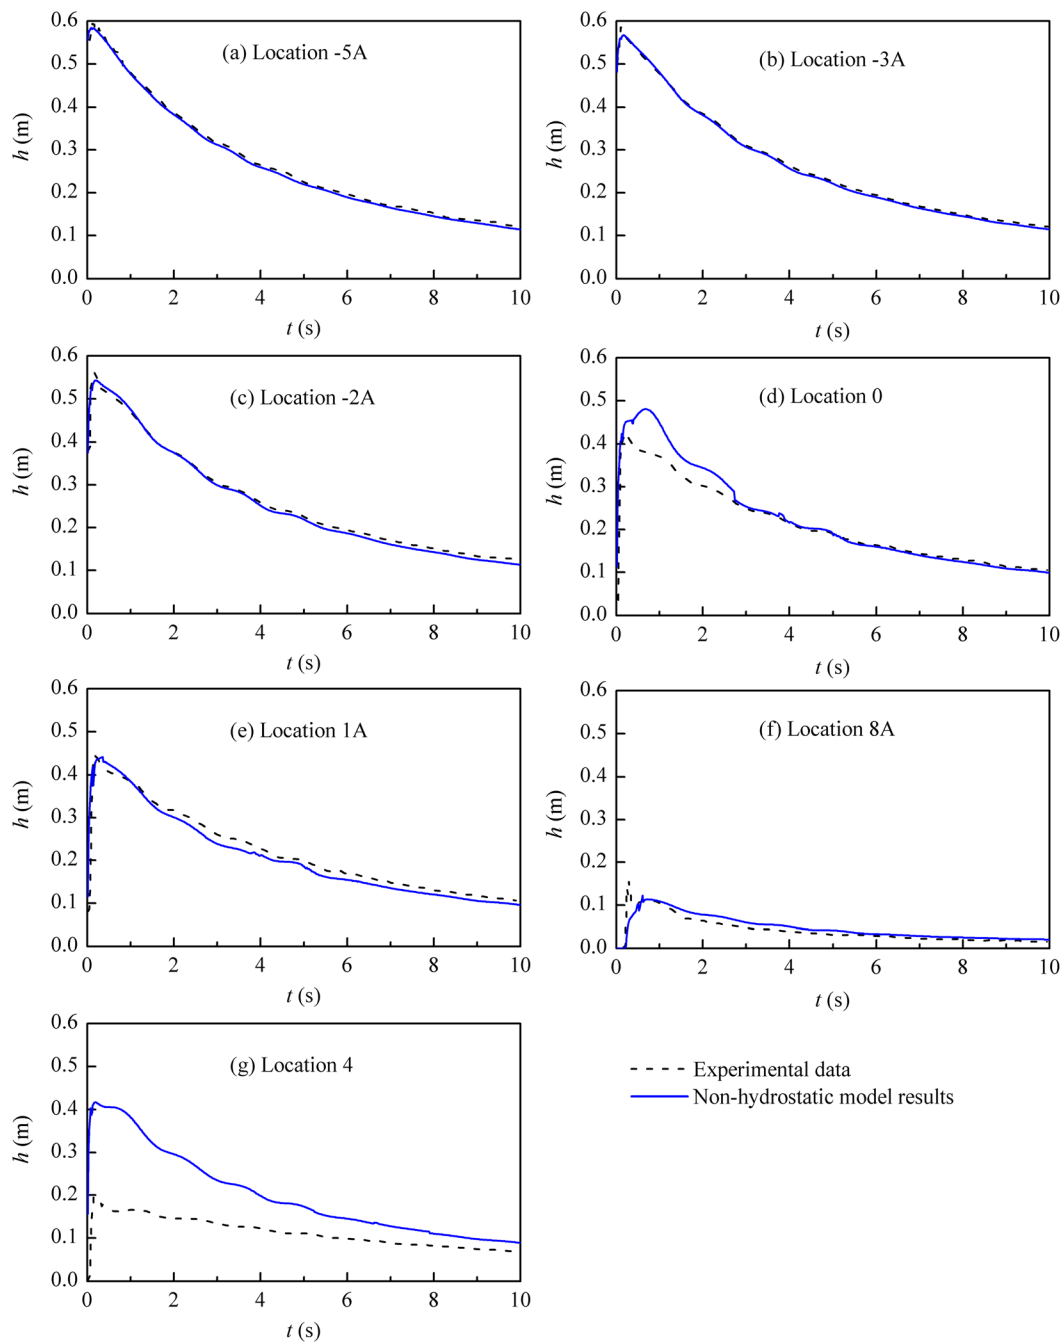 0.6
0.5
0.4
0.3
0.2
0.1
0.0
h (m)
(a) Location -5A
0 2 4 6 8 10
t (s)
0.6
0.5
0.4
0.3
0.2
0.1
0.0
h (m)
(b) Location -3A
0 2 4 6 8 10
t (s)
0.6
0.5
0.4
0.3
0.2
0.1
0.0
h (m)
(c) Location -2A
0 2 4 6 8 10
t (s)
0.6
0.5
0.4
0.3
0.2
0.1
0.0
h (m)
(d) Location 0
0 2 4 6 8 10
t (s)
0.6
0.5
0.4
0.3
0.2
0.1
0.0
h (m)
(e) Location 1A
0 2 4 6 8 10
t (s)
0.6
0.5
0.4
0.3
0.2
0.1
0.0
h (m)
(f) Location 8A
0 2 4 6 8 10
t (s)
0.6
0.5
0.4
0.3
0.2
0.1
0.0
h (m)
(g) Location 4
0 2 4 6 8 10
t (s)
Experimental data
Non-hydrostatic model results